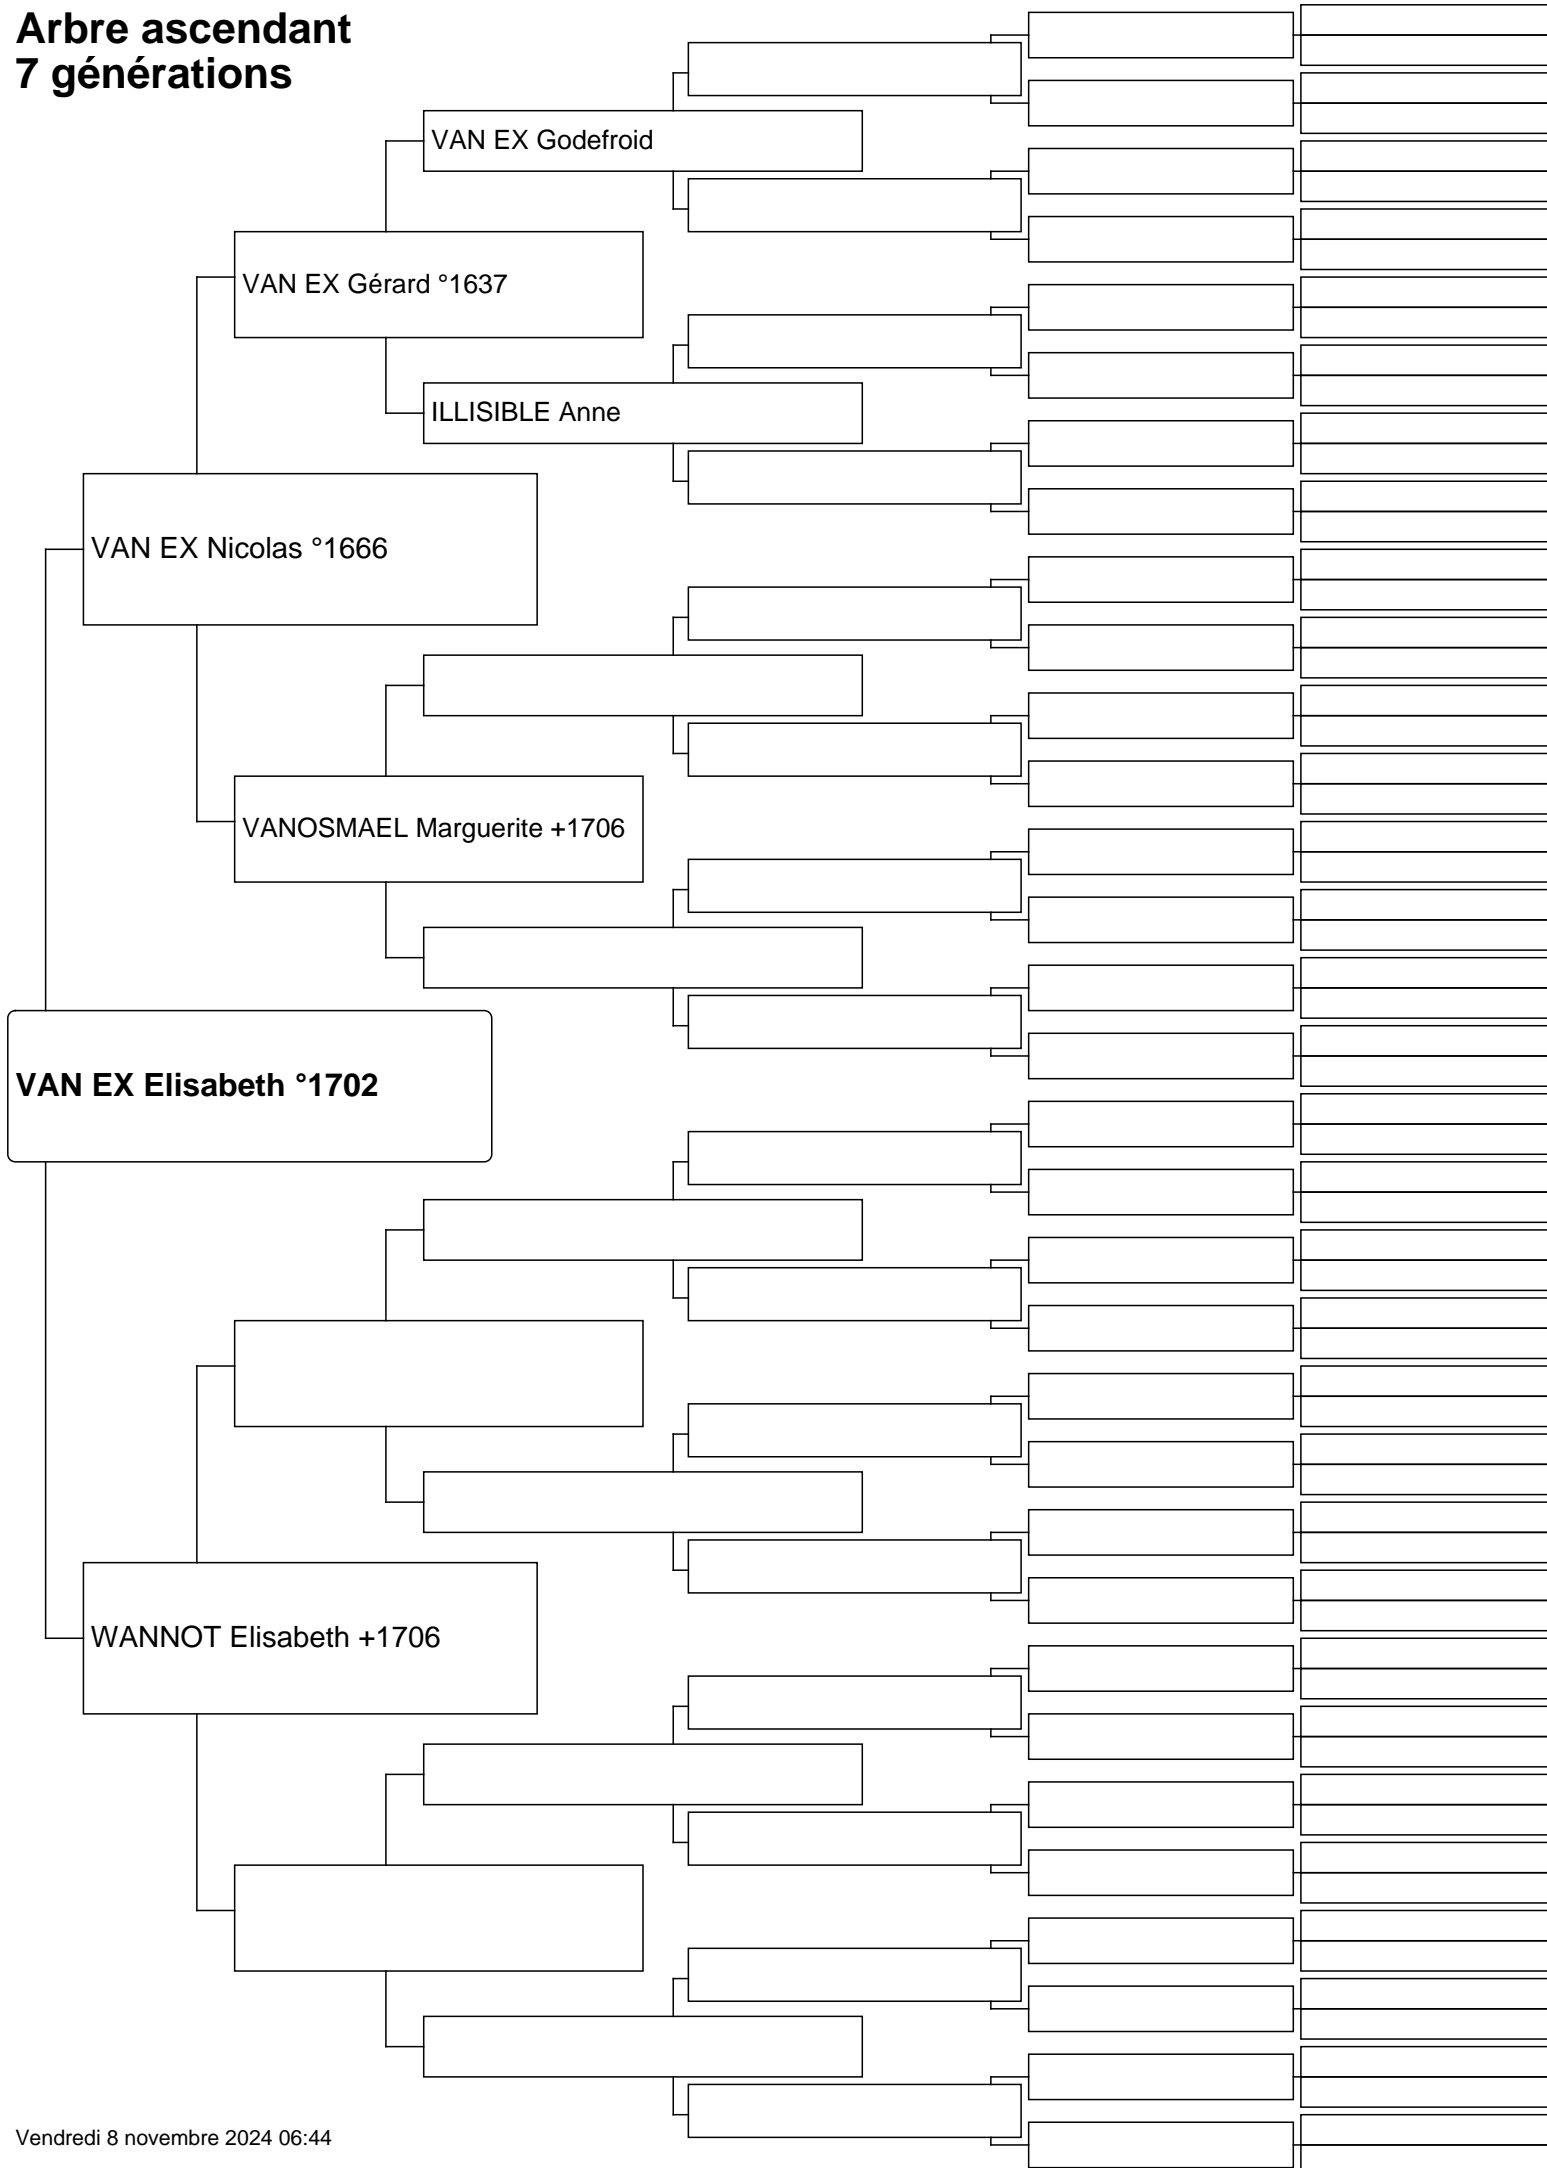 Arbre ascendant
7 générations
VAN EX Godefroid
VAN EX Gérard °1637
ILLISIBLE Anne
VAN EX Nicolas °1666
VANOSMAEL Marguerite +1706
VAN EX Elisabeth °1702
WANNOT Elisabeth +1706
Vendredi 8 novembre 2024 06:44